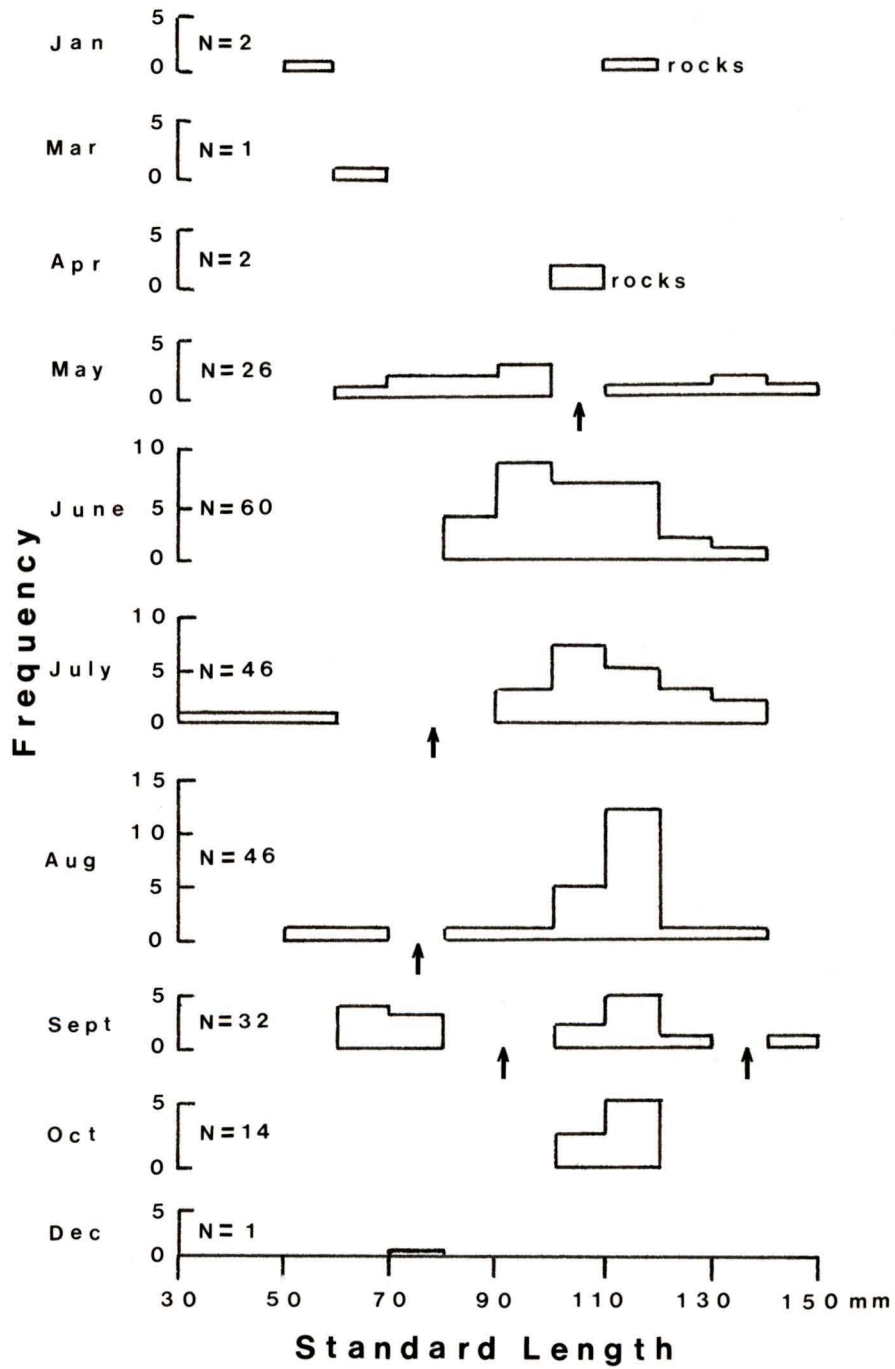 Jan
5
0
N=2
rocks
Mar
5
0
N=1
Apr
5
0
N=2
rocks
May
5
0
N=26
June
10
5
0
N=60
Frequency
July
10
5
0
N=46
Aug
15
10
5
0
N=46
Sept
5
0
N=32
Oct
5
0
N=14
Dec
5
0
N=1
30 50 70 90 110 130 150 mm
Standard Length